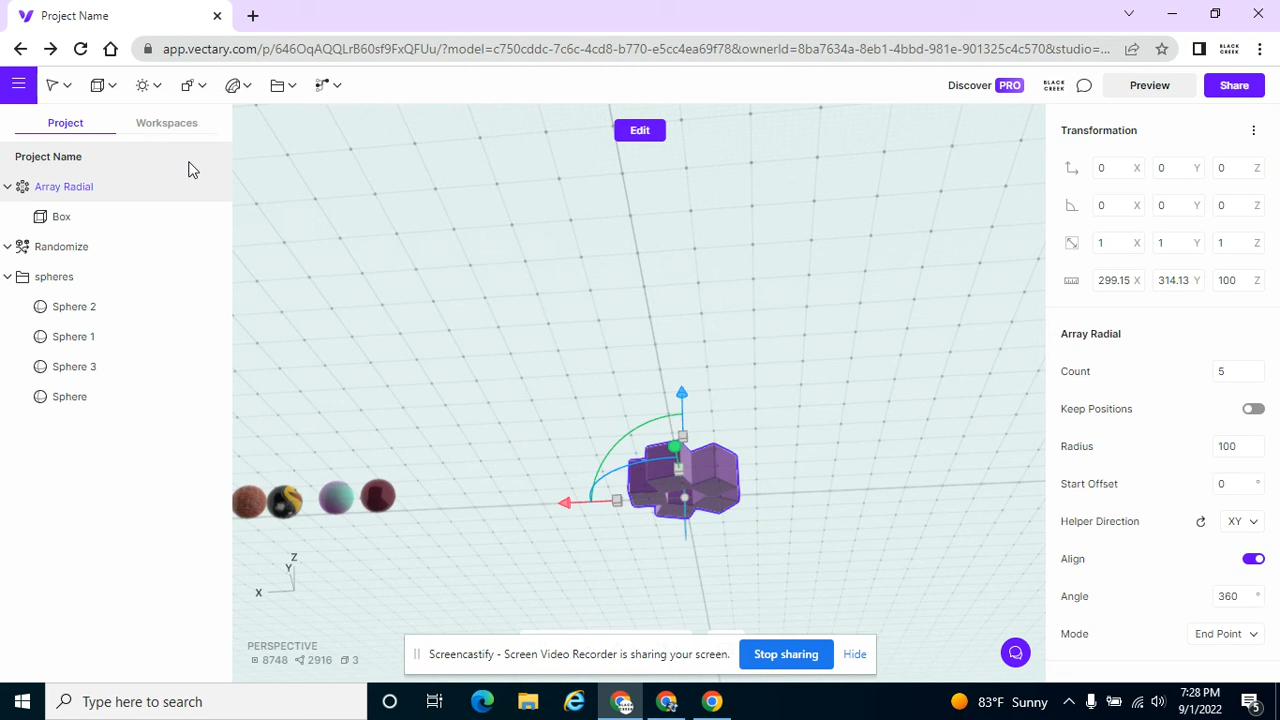 Project Name
app.vectary.com/p/646OqAQQLrB60sf9FxQFUu/?model=c750cddc-7c6c-4cd8-b770-e5cc4ea69f78&ownerId=8ba7634a-8eb1-4bbd-981e-901325c4c570&studio=...
BLACK CREEK
Discover PRO
BLACK CREEK
Preview
Share
Project
Workspaces
Edit
Project Name
Array Radial
Box
Randomize
spheres
Sphere 2
Sphere 1
Sphere 3
Sphere
Transformation
0 X 0 Y 0 Z
0 X 0 Y 0 Z
1 X 1 Y 1 Z
299.15 X 314.13 Y 100 Z
Array Radial
Count 5
Keep Positions
Radius 100
Start Offset 0 °
Helper Direction XY
Align
Angle 360 °
Mode End Point
Z
Y
X
PERSPECTIVE
8748 2916 3
Screencastify - Screen Video Recorder is sharing your screen.
Stop sharing
Hide
Type here to search
83°F Sunny
7:28 PM
9/1/2022
5